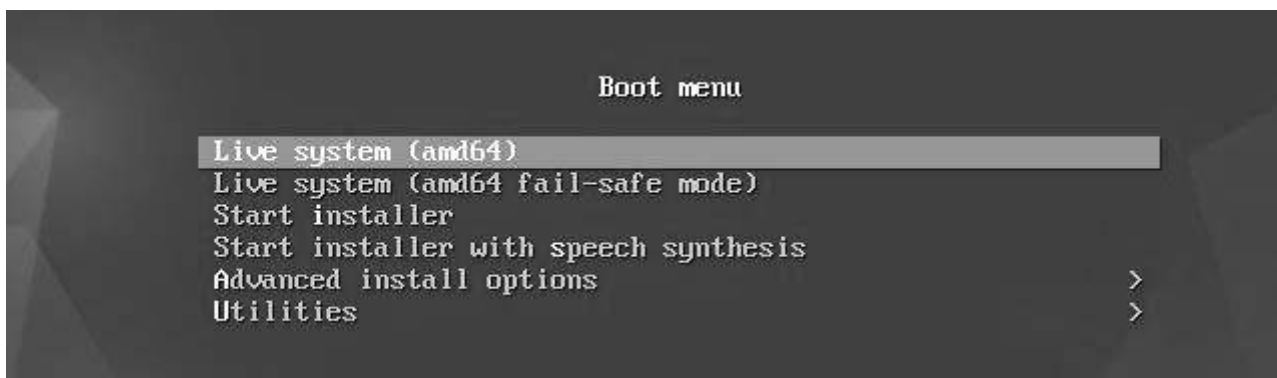 Boot menu
Live system (amd64)
Live system (amd64 fail-safe mode)
Start installer
Start installer with speech synthesis
Advanced install options >
Utilities >